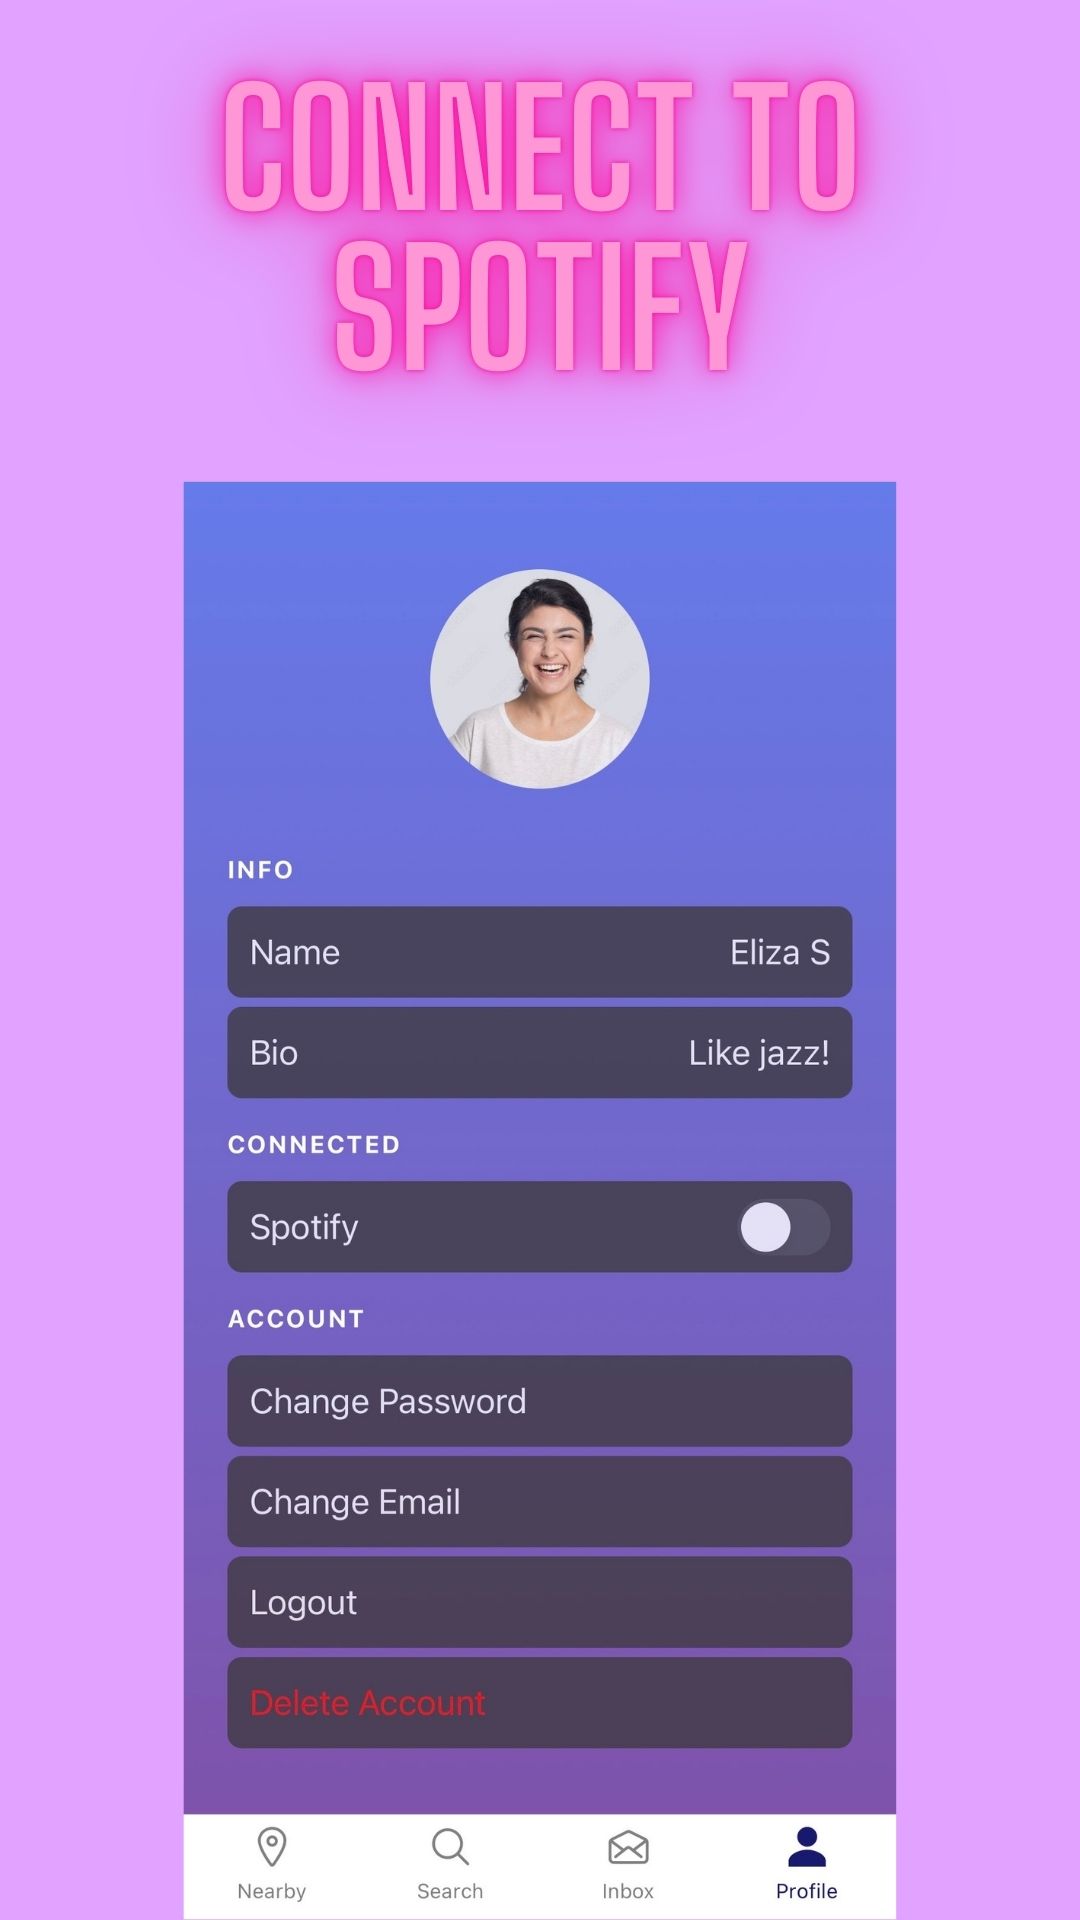 CONNECT TO
SPOTIFY
INFO
Name Eliza S
Bio Like jazz!
CONNECTED
Spotify
ACCOUNT
Change Password
Change Email
Logout
Delete Account
Nearby Search Inbox Profile